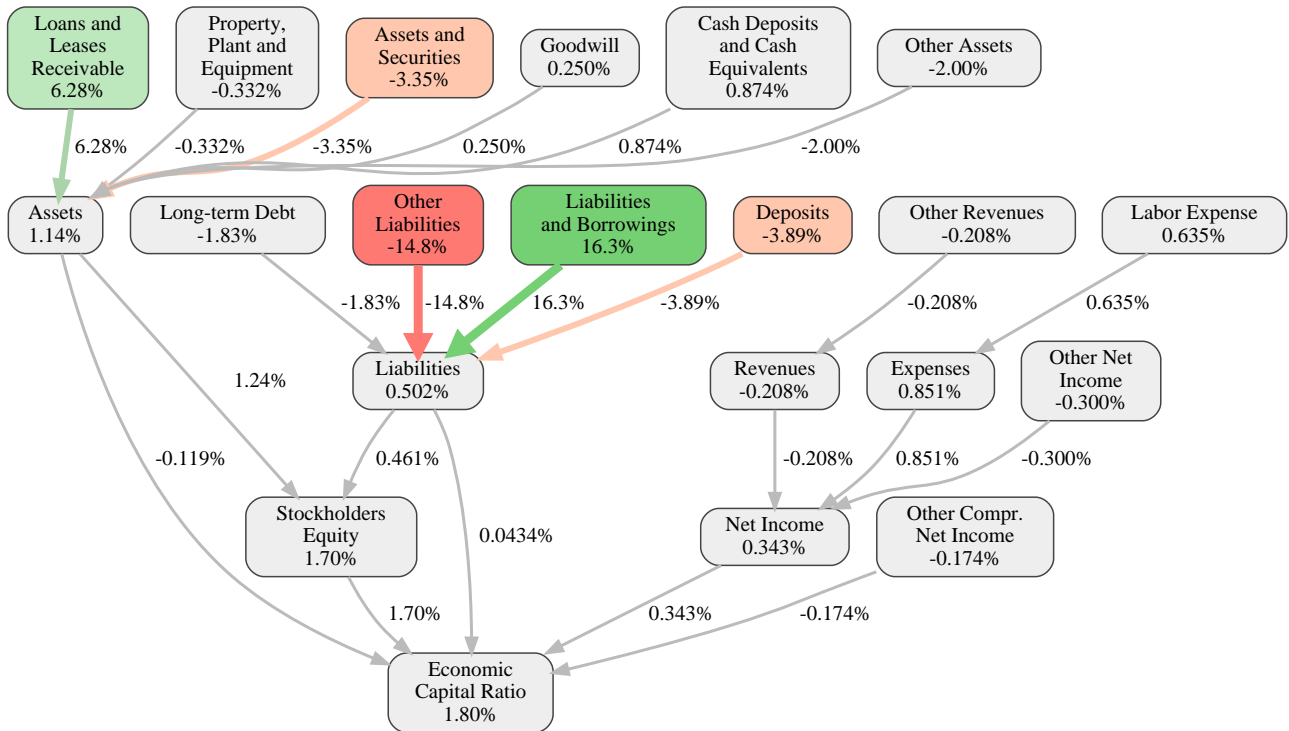 Loans and
Leases
Receivable
6.28%
Property,
Plant and
Equipment
-0.332%
Assets and
Securities
-3.35%
Goodwill
0.250%
Cash Deposits
and Cash
Equivalents
0.874%
Other Assets
-2.00%
6.28%
-0.332%
-3.35%
0.250%
0.874%
-2.00%
Assets
1.14%
Long-term Debt
-1.83%
Other
Liabilities
-14.8%
Liabilities
and Borrowings
16.3%
Deposits
-3.89%
Other Revenues
-0.208%
Labor Expense
0.635%
-1.83%
-14.8%
16.3%
-3.89%
-0.208%
0.635%
1.24%
Liabilities
0.502%
Revenues
-0.208%
Expenses
0.851%
Other Net
Income
-0.300%
-0.119%
0.461%
-0.208%
0.851%
-0.300%
Stockholders
Equity
1.70%
0.0434%
Net Income
0.343%
Other Compr.
Net Income
-0.174%
1.70%
0.343%
-0.174%
Economic
Capital Ratio
1.80%